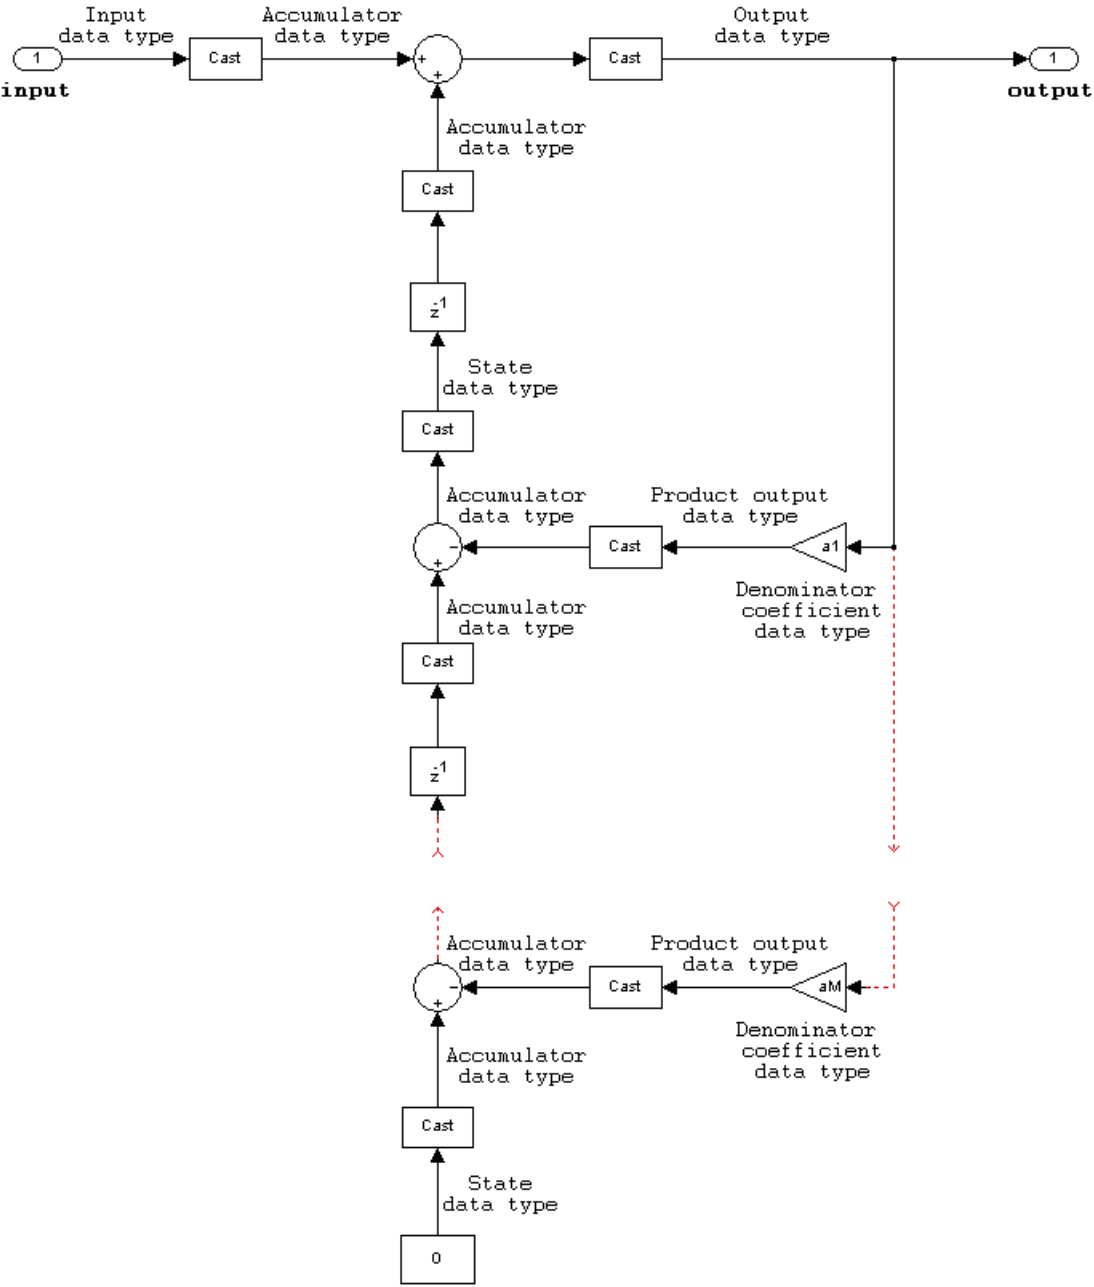 Input
data type
Accumulator
data type
Output
data type
1
Cast
+
+
Cast
1
input
output
Accumulator
data type
Cast
z-1
State
data type
Cast
Accumulator
data type
Product output
data type
-
+
Cast
a1
Denominator
coefficient
data type
Accumulator
data type
Cast
z-1
Accumulator
data type
Product output
data type
-
+
Cast
aM
Denominator
coefficient
data type
Accumulator
data type
Cast
State
data type
0